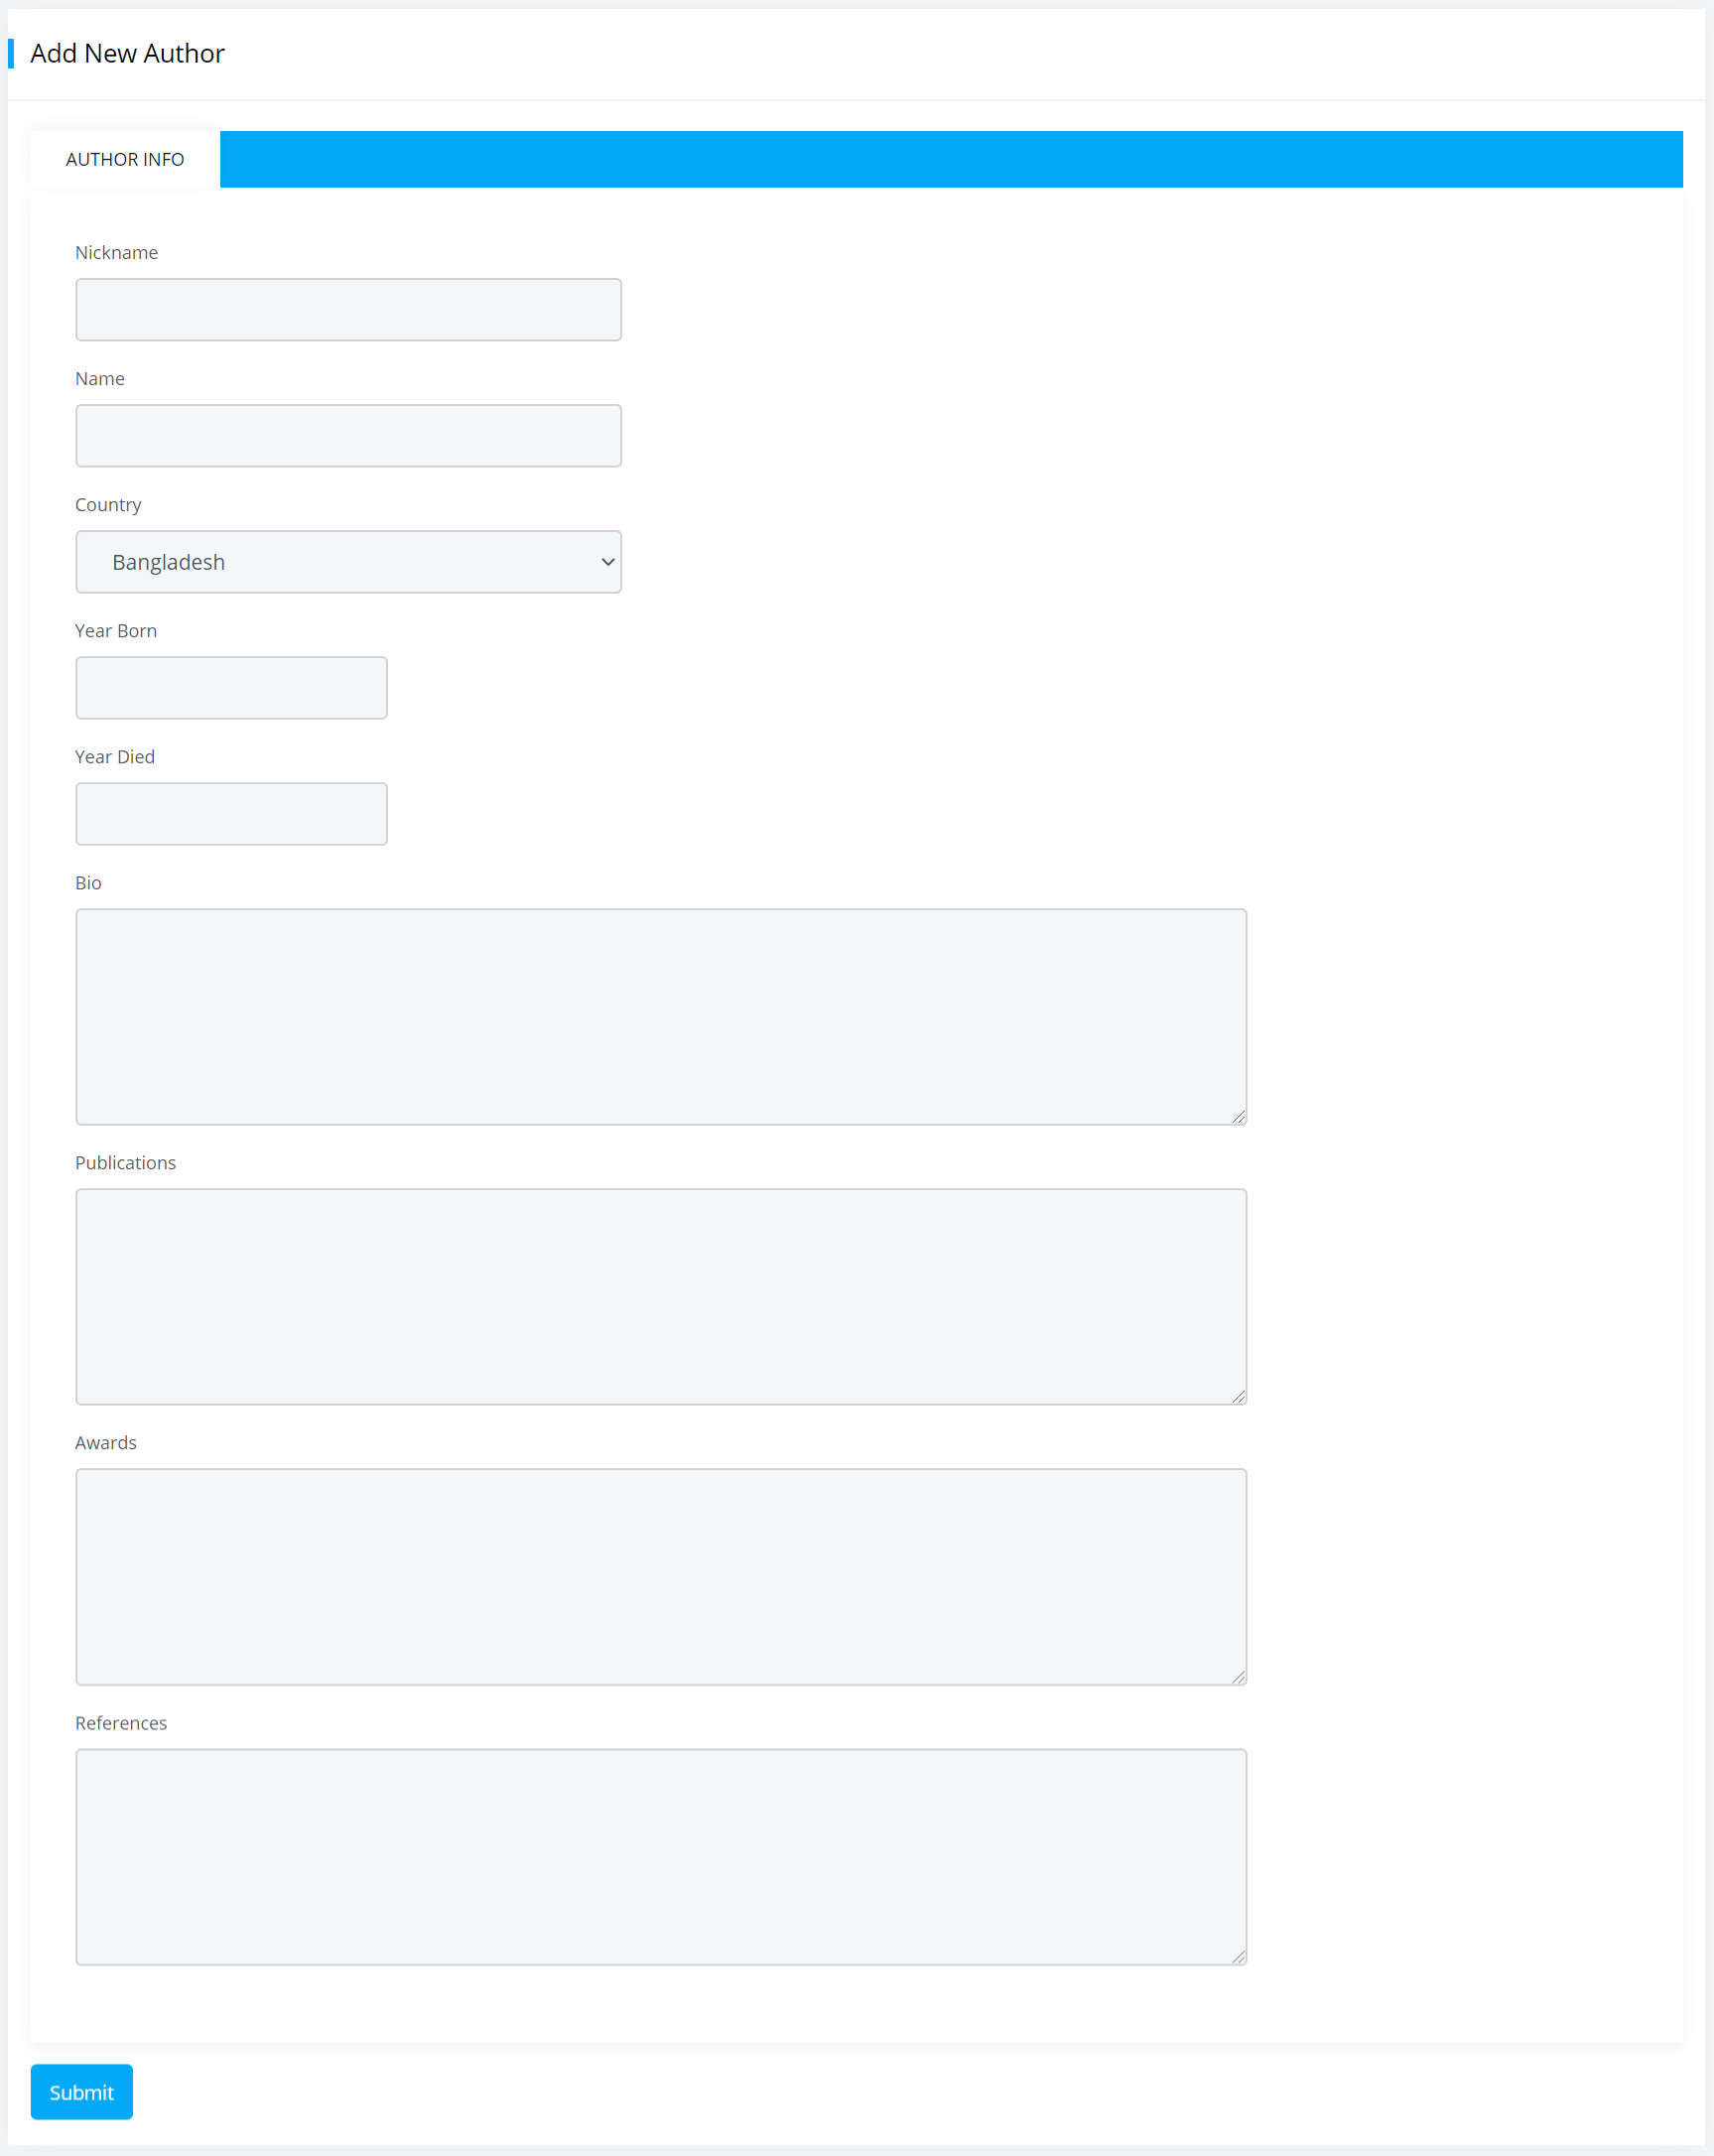 Add New Author
AUTHOR INFO
Nickname
Name
Country
Bangladesh
Year Born
Year Died
Bio
Publications
Awards
References
Submit